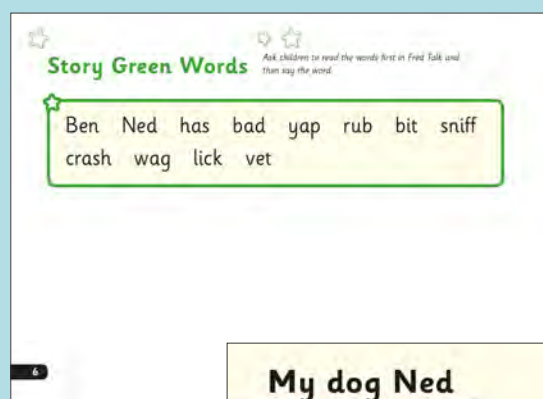 Story Green Words
Ask children to read the words first in Fred Talk and
then say the word.
Ben Ned has bad yap rub bit sniff
crash wag lick vet
6
My dog Ned